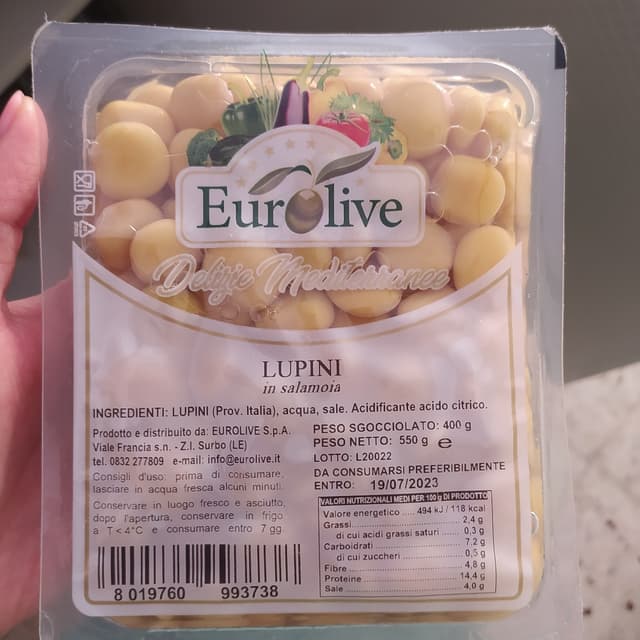 Eurolive
Delizie Mediterranee
LUPINI
in salamoia
INGREDIENTI: LUPINI (Prov. Italia), acqua, sale. Acidificante acido citrico.
Prodotto e distribuito da: EUROLIVE S.p.A.
Viale Francia s.n. - Z.I. Surbo (LE)
tel. 0832 277809 e-mail: info@eurolive.it
Consigli d'uso: prima di consumare,
lasciare in acqua fresca alcuni minuti.
Conservare in luogo fresco e asciutto,
dopo l'apertura, conservare in frigo
a T<4°C e consumare entro 7 gg
8 019760 993738
PESO SGOCCIOLATO: 400 g
PESO NETTO: 550 g e
LOTTO: L20022
DA CONSUMARSI PREFERIBILMENTE
ENTRO: 19/07/2023
VALORI NUTRIZIONALI MEDI PER 100 g DI PRODOTTO
Valore energetico ..... 494 kJ / 118 kcal
Grassi ..... 2,4 g
di cui acidi grassi saturi ..... 0,3 g
Carboidrati ..... 7,2 g
di cui zuccheri ..... 0,5 g
Fibre ..... 4,8 g
Proteine ..... 14,4 g
Sale ..... 4,0 g